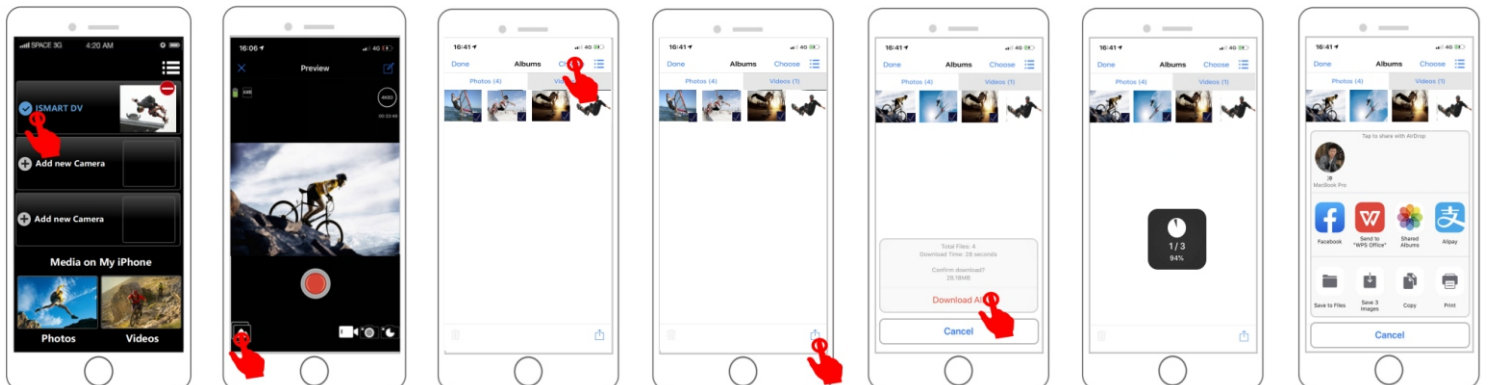 SPACE 3G 4:20 AM
ISMART DV
Add new Camera
Add new Camera
Media on My iPhone
Photos Videos
16:06
4G
Preview
16:41
4G
Done Albums
Photos (4)
16:41
4G
Done Albums Choose
Photos (4) Videos (1)
16:41
4G
Done Albums Choose
Photos (4) Videos (1)
Total Files: 4
Download Time: 28 seconds
Confirm download?
28.18MB
Download
Cancel
16:41
4G
Done Albums Choose
Photos (4) Videos (1)
1 / 3
94%
16:41
4G
Done Albums Choose
Photos (4) Videos (1)
Tap to share with AirDrop
MacBook Pro
Facebook
Send to
"WPS Office"
Shared
Albums
Alipay
支
Save to Files
Save 3
Images
Copy
Print
Cancel